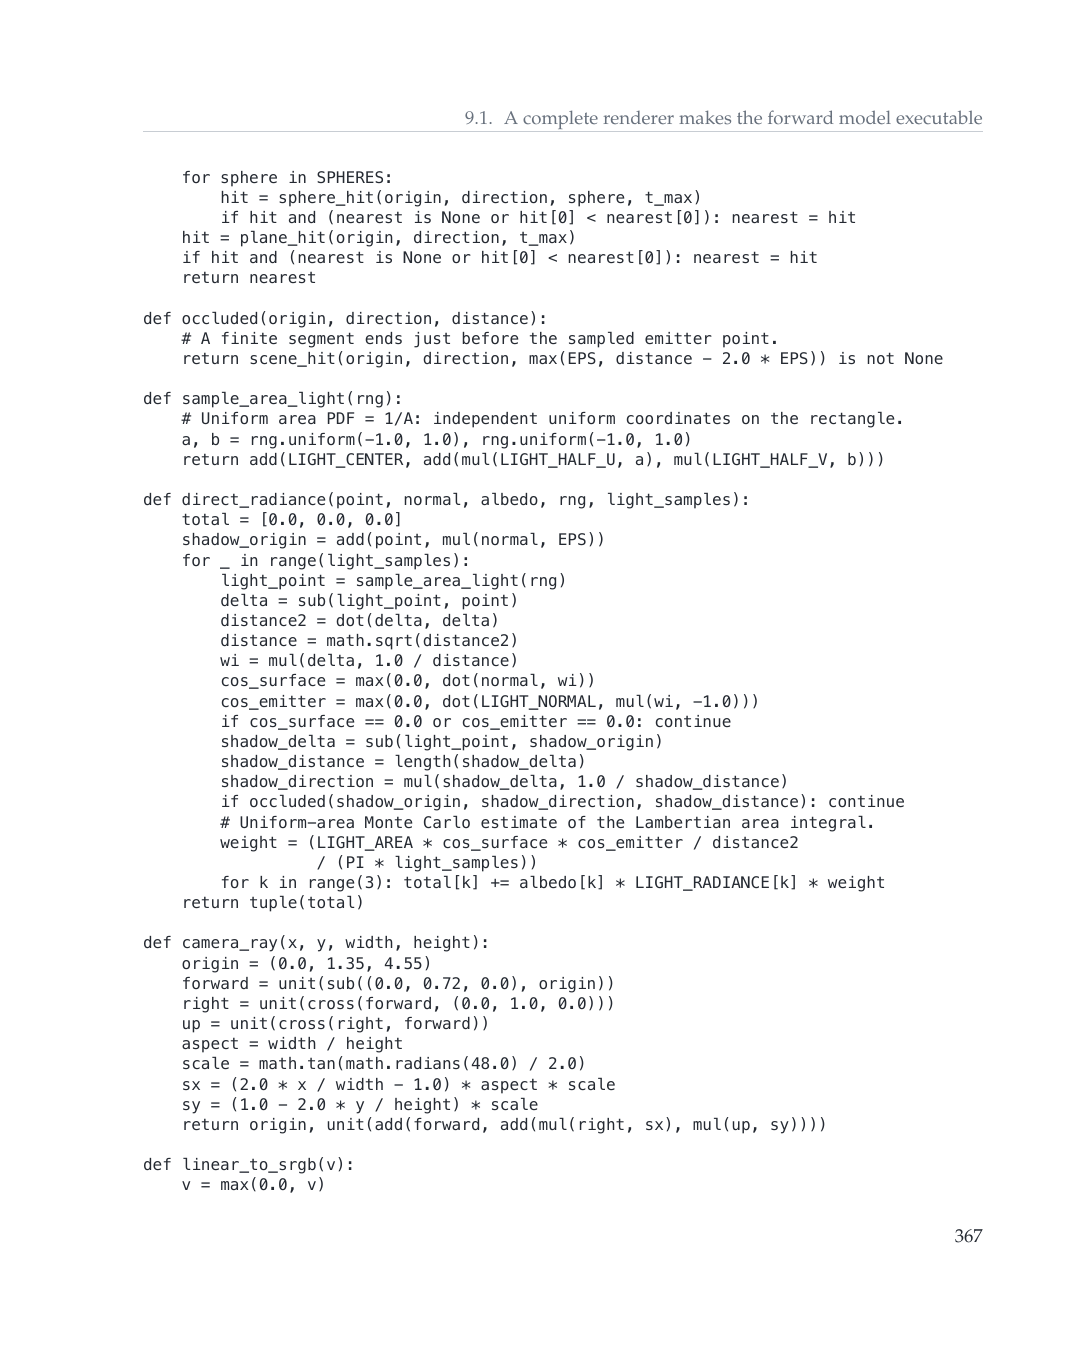 9.1. A complete renderer makes the forward model executable
    for sphere in SPHERES:
        hit = sphere_hit(origin, direction, sphere, t_max)
        if hit and (nearest is None or hit[0] < nearest[0]): nearest = hit
    hit = plane_hit(origin, direction, t_max)
    if hit and (nearest is None or hit[0] < nearest[0]): nearest = hit
    return nearest

def occluded(origin, direction, distance):
    # A finite segment ends just before the sampled emitter point.
    return scene_hit(origin, direction, max(EPS, distance - 2.0 * EPS)) is not None

def sample_area_light(rng):
    # Uniform area PDF = 1/A: independent uniform coordinates on the rectangle.
    a, b = rng.uniform(-1.0, 1.0), rng.uniform(-1.0, 1.0)
    return add(LIGHT_CENTER, add(mul(LIGHT_HALF_U, a), mul(LIGHT_HALF_V, b)))

def direct_radiance(point, normal, albedo, rng, light_samples):
    total = [0.0, 0.0, 0.0]
    shadow_origin = add(point, mul(normal, EPS))
    for _ in range(light_samples):
        light_point = sample_area_light(rng)
        delta = sub(light_point, point)
        distance2 = dot(delta, delta)
        distance = math.sqrt(distance2)
        wi = mul(delta, 1.0 / distance)
        cos_surface = max(0.0, dot(normal, wi))
        cos_emitter = max(0.0, dot(LIGHT_NORMAL, mul(wi, -1.0)))
        if cos_surface == 0.0 or cos_emitter == 0.0: continue
        shadow_delta = sub(light_point, shadow_origin)
        shadow_distance = length(shadow_delta)
        shadow_direction = mul(shadow_delta, 1.0 / shadow_distance)
        if occluded(shadow_origin, shadow_direction, shadow_distance): continue
        # Uniform-area Monte Carlo estimate of the Lambertian area integral.
        weight = (LIGHT_AREA * cos_surface * cos_emitter / distance2
                  / (PI * light_samples))
        for k in range(3): total[k] += albedo[k] * LIGHT_RADIANCE[k] * weight
    return tuple(total)

def camera_ray(x, y, width, height):
    origin = (0.0, 1.35, 4.55)
    forward = unit(sub((0.0, 0.72, 0.0), origin))
    right = unit(cross(forward, (0.0, 1.0, 0.0)))
    up = unit(cross(right, forward))
    aspect = width / height
    scale = math.tan(math.radians(48.0) / 2.0)
    sx = (2.0 * x / width - 1.0) * aspect * scale
    sy = (1.0 - 2.0 * y / height) * scale
    return origin, unit(add(forward, add(mul(right, sx), mul(up, sy))))

def linear_to_srgb(v):
    v = max(0.0, v)
367